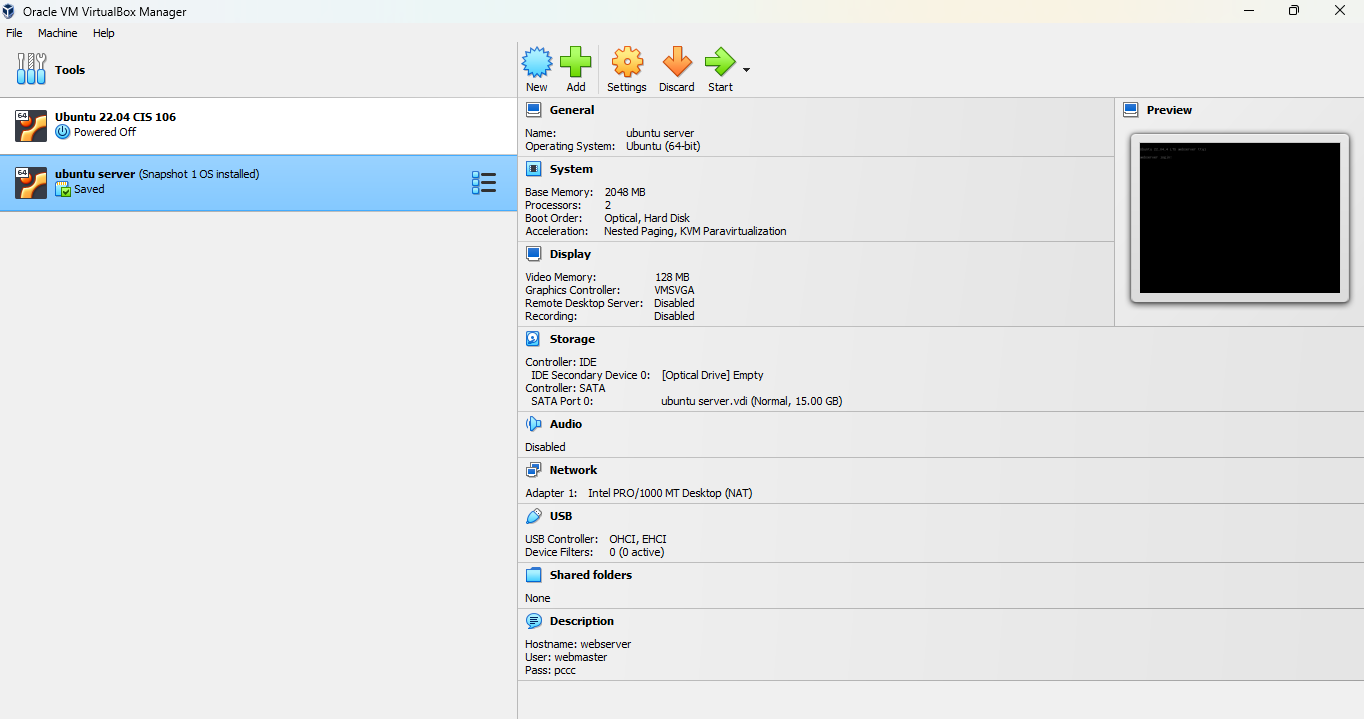 Oracle VM VirtualBox Manager
File Machine Help
Tools
New Add Settings Discard Start
64
Ubuntu 22.04 CIS 106
Powered Off
64
ubuntu server (Snapshot 1 OS installed)
Saved
General
Name: ubuntu server
Operating System: Ubuntu (64-bit)
System
Base Memory: 2048 MB
Processors: 2
Boot Order: Optical, Hard Disk
Acceleration: Nested Paging, KVM Paravirtualization
Display
Video Memory: 128 MB
Graphics Controller: VMSVGA
Remote Desktop Server: Disabled
Recording: Disabled
Storage
Controller: IDE
IDE Secondary Device 0: [Optical Drive] Empty
Controller: SATA
SATA Port 0: ubuntu server.vdi (Normal, 15.00 GB)
Audio
Disabled
Network
Adapter 1: Intel PRO/1000 MT Desktop (NAT)
USB
USB Controller: OHCI, EHCI
Device Filters: 0 (0 active)
Shared folders
None
Description
Hostname: webserver
User: webmaster
Pass: pccc
Preview